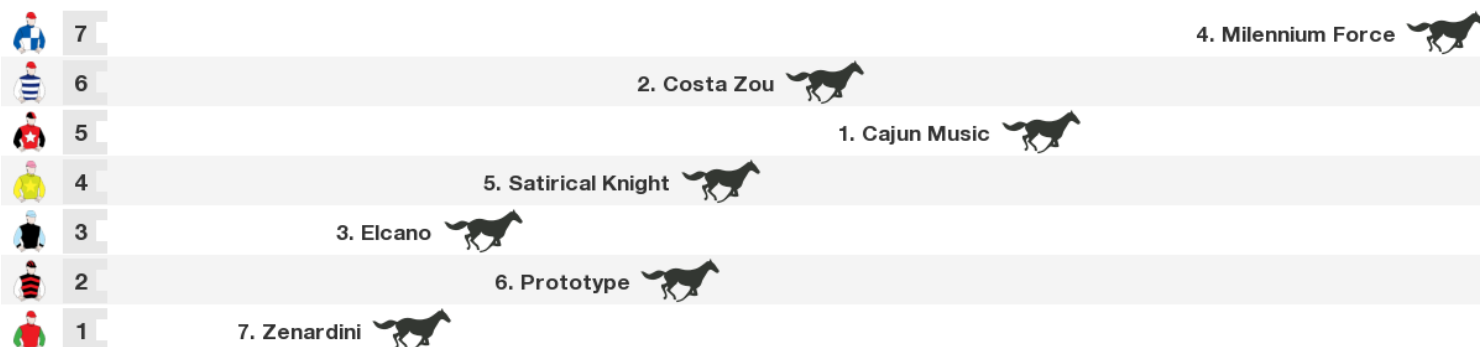 7 4. Milennium Force
6 2. Costa Zou
5 1. Cajun Music
4 5. Satirical Knight
3 3. Elcano
2 6. Prototype
1 7. Zenardini